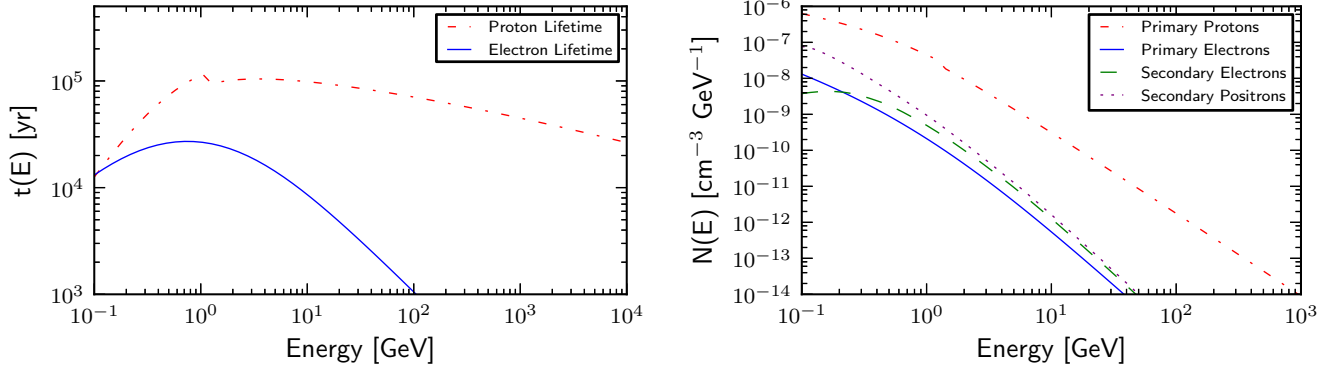 Proton Lifetime
Electron Lifetime
t(E) [yr]
10^5
10^4
10^3
10^{-1} 10^0 10^1 10^2 10^3 10^4
Energy [GeV]
Primary Protons
Primary Electrons
Secondary Electrons
Secondary Positrons
N(E) [cm^{-3} GeV^{-1}]
10^{-6}
10^{-7}
10^{-8}
10^{-9}
10^{-10}
10^{-11}
10^{-12}
10^{-13}
10^{-14}
10^{-1} 10^0 10^1 10^2 10^3
Energy [GeV]